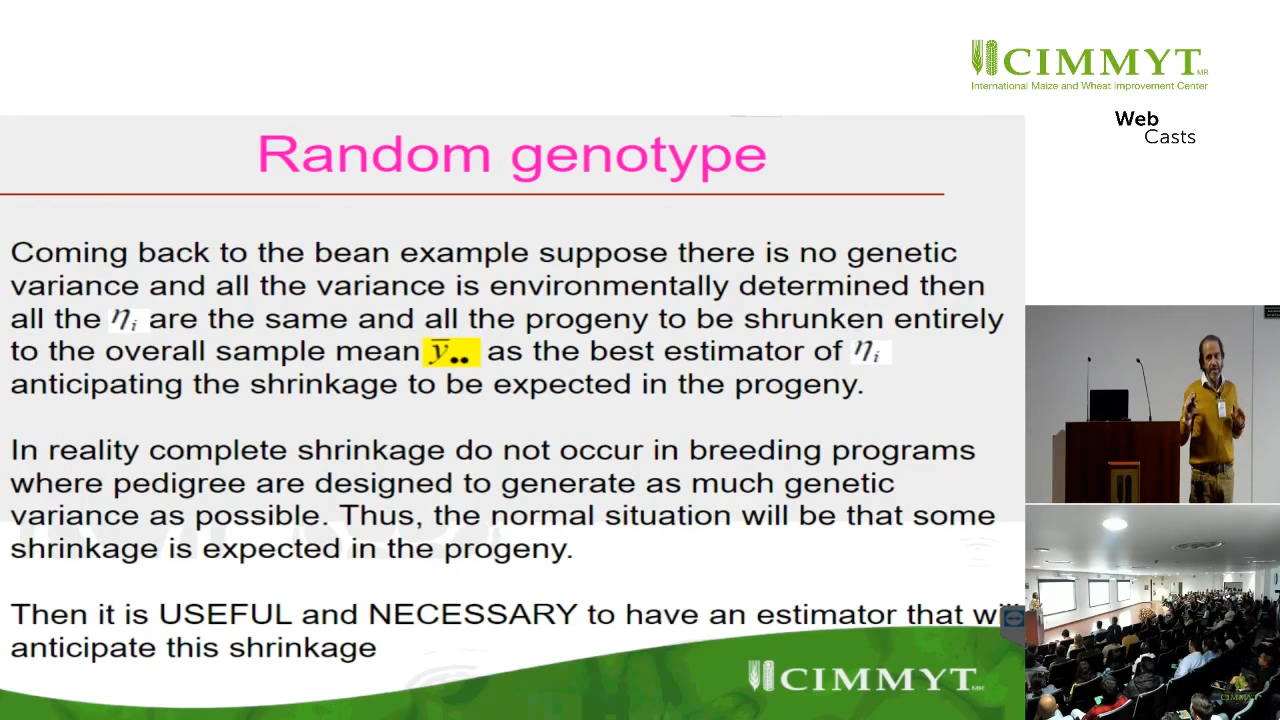 CIMMYT MR
International Maize and Wheat Improvement Center
Web
Casts
Random genotype
Coming back to the bean example suppose there is no genetic
variance and all the variance is environmentally determined then
all the ηi are the same and all the progeny to be shrunken entirely
to the overall sample mean ȳ•• as the best estimator of ηi
anticipating the shrinkage to be expected in the progeny.
In reality complete shrinkage do not occur in breeding programs
where pedigree are designed to generate as much genetic
variance as possible. Thus, the normal situation will be that some
shrinkage is expected in the progeny.
Then it is USEFUL and NECESSARY to have an estimator that will
anticipate this shrinkage
CIMMYT MR
CIMMYT